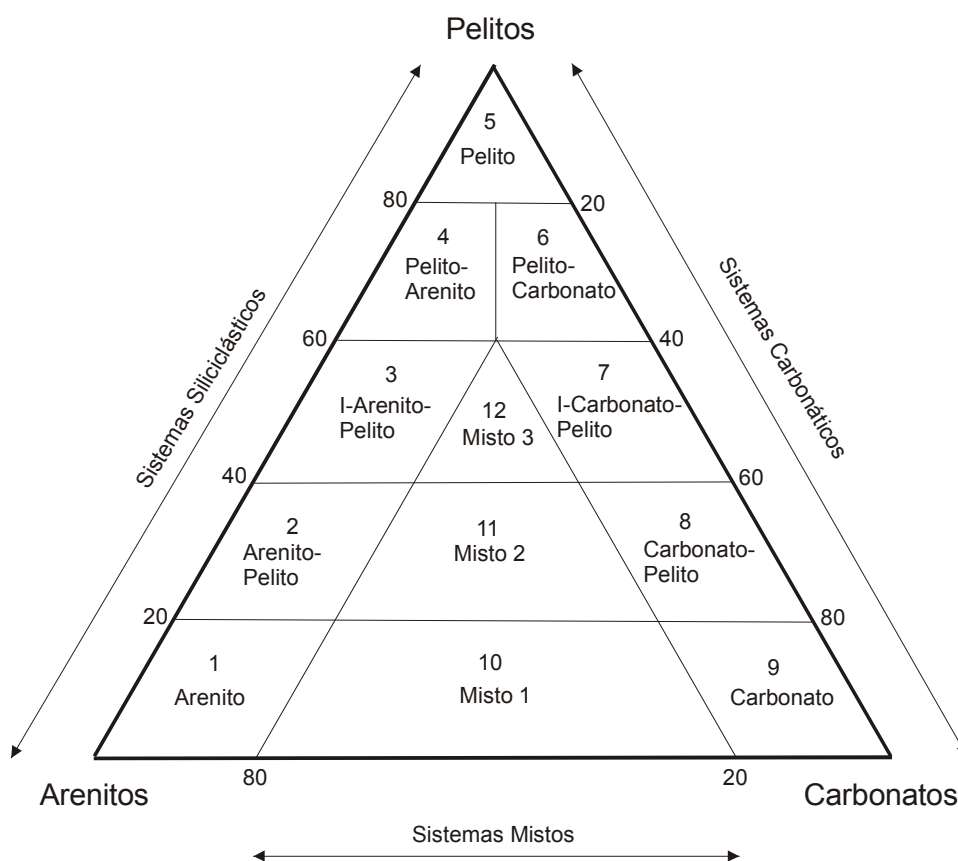 Pelitos
5
Pelito
80
20
4
Pelito-
Arenito
6
Pelito-
Carbonato
Sistemas Siliciclásticos
Sistemas Carbonáticos
60
40
3
I-Arenito-
Pelito
12
Misto 3
7
I-Carbonato-
Pelito
40
60
2
Arenito-
Pelito
11
Misto 2
8
Carbonato-
Pelito
20
80
1
Arenito
10
Misto 1
9
Carbonato
80
20
Arenitos
Carbonatos
Sistemas Mistos